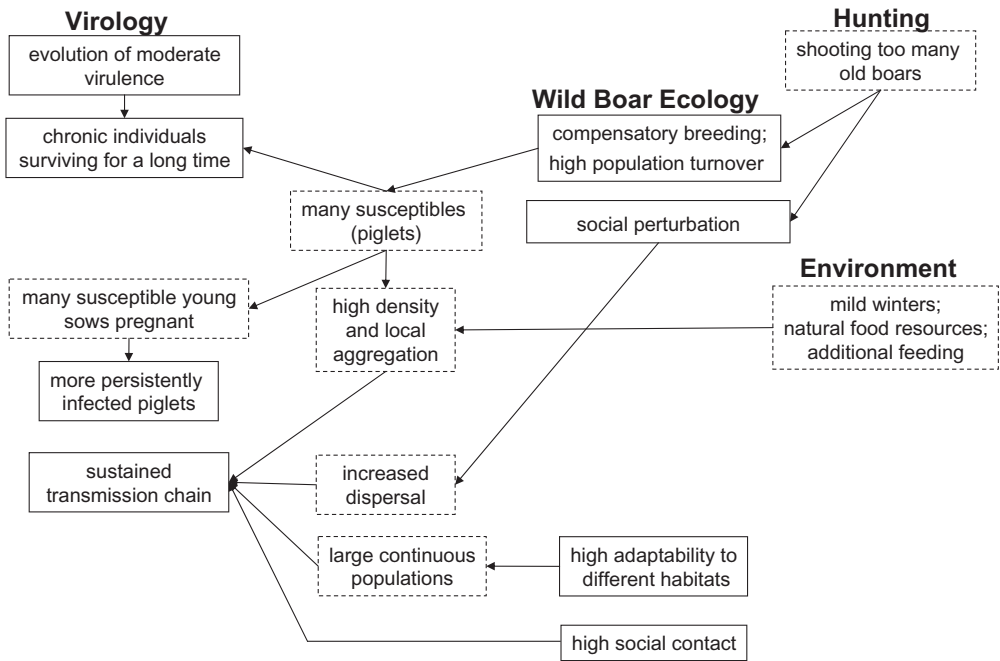 Virology
evolution of moderate
virulence
chronic individuals
surviving for a long time
Hunting
shooting too many
old boars
Wild Boar Ecology
compensatory breeding;
high population turnover
many susceptibles
(piglets)
social perturbation
Environment
mild winters;
natural food resources;
additional feeding
many susceptible young
sows pregnant
high density
and local
aggregation
more persistently
infected piglets
sustained
transmission chain
increased
dispersal
large continuous
populations
high adaptability to
different habitats
high social contact